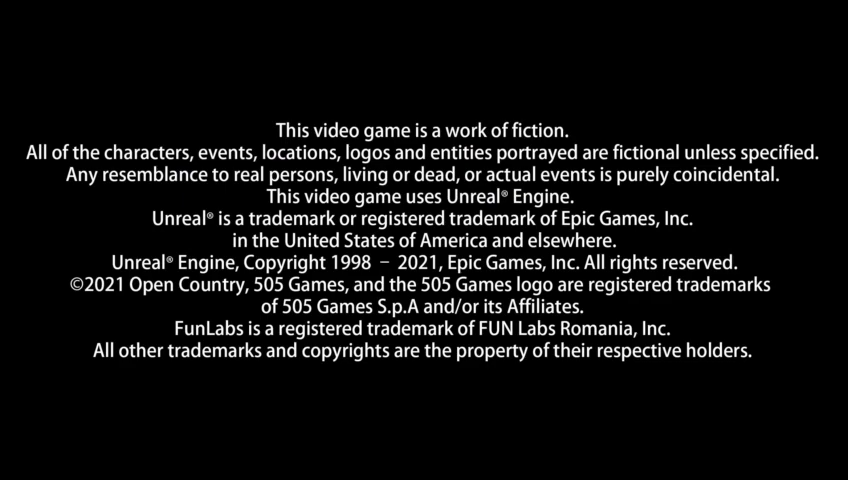 This video game is a work of fiction.
All of the characters, events, locations, logos and entities portrayed are fictional unless specified.
Any resemblance to real persons, living or dead, or actual events is purely coincidental.
This video game uses Unreal® Engine.
Unreal® is a trademark or registered trademark of Epic Games, Inc.
in the United States of America and elsewhere.
Unreal® Engine, Copyright 1998 – 2021, Epic Games, Inc. All rights reserved.
©2021 Open Country, 505 Games, and the 505 Games logo are registered trademarks
of 505 Games S.p.A and/or its Affiliates.
FunLabs is a registered trademark of FUN Labs Romania, Inc.
All other trademarks and copyrights are the property of their respective holders.